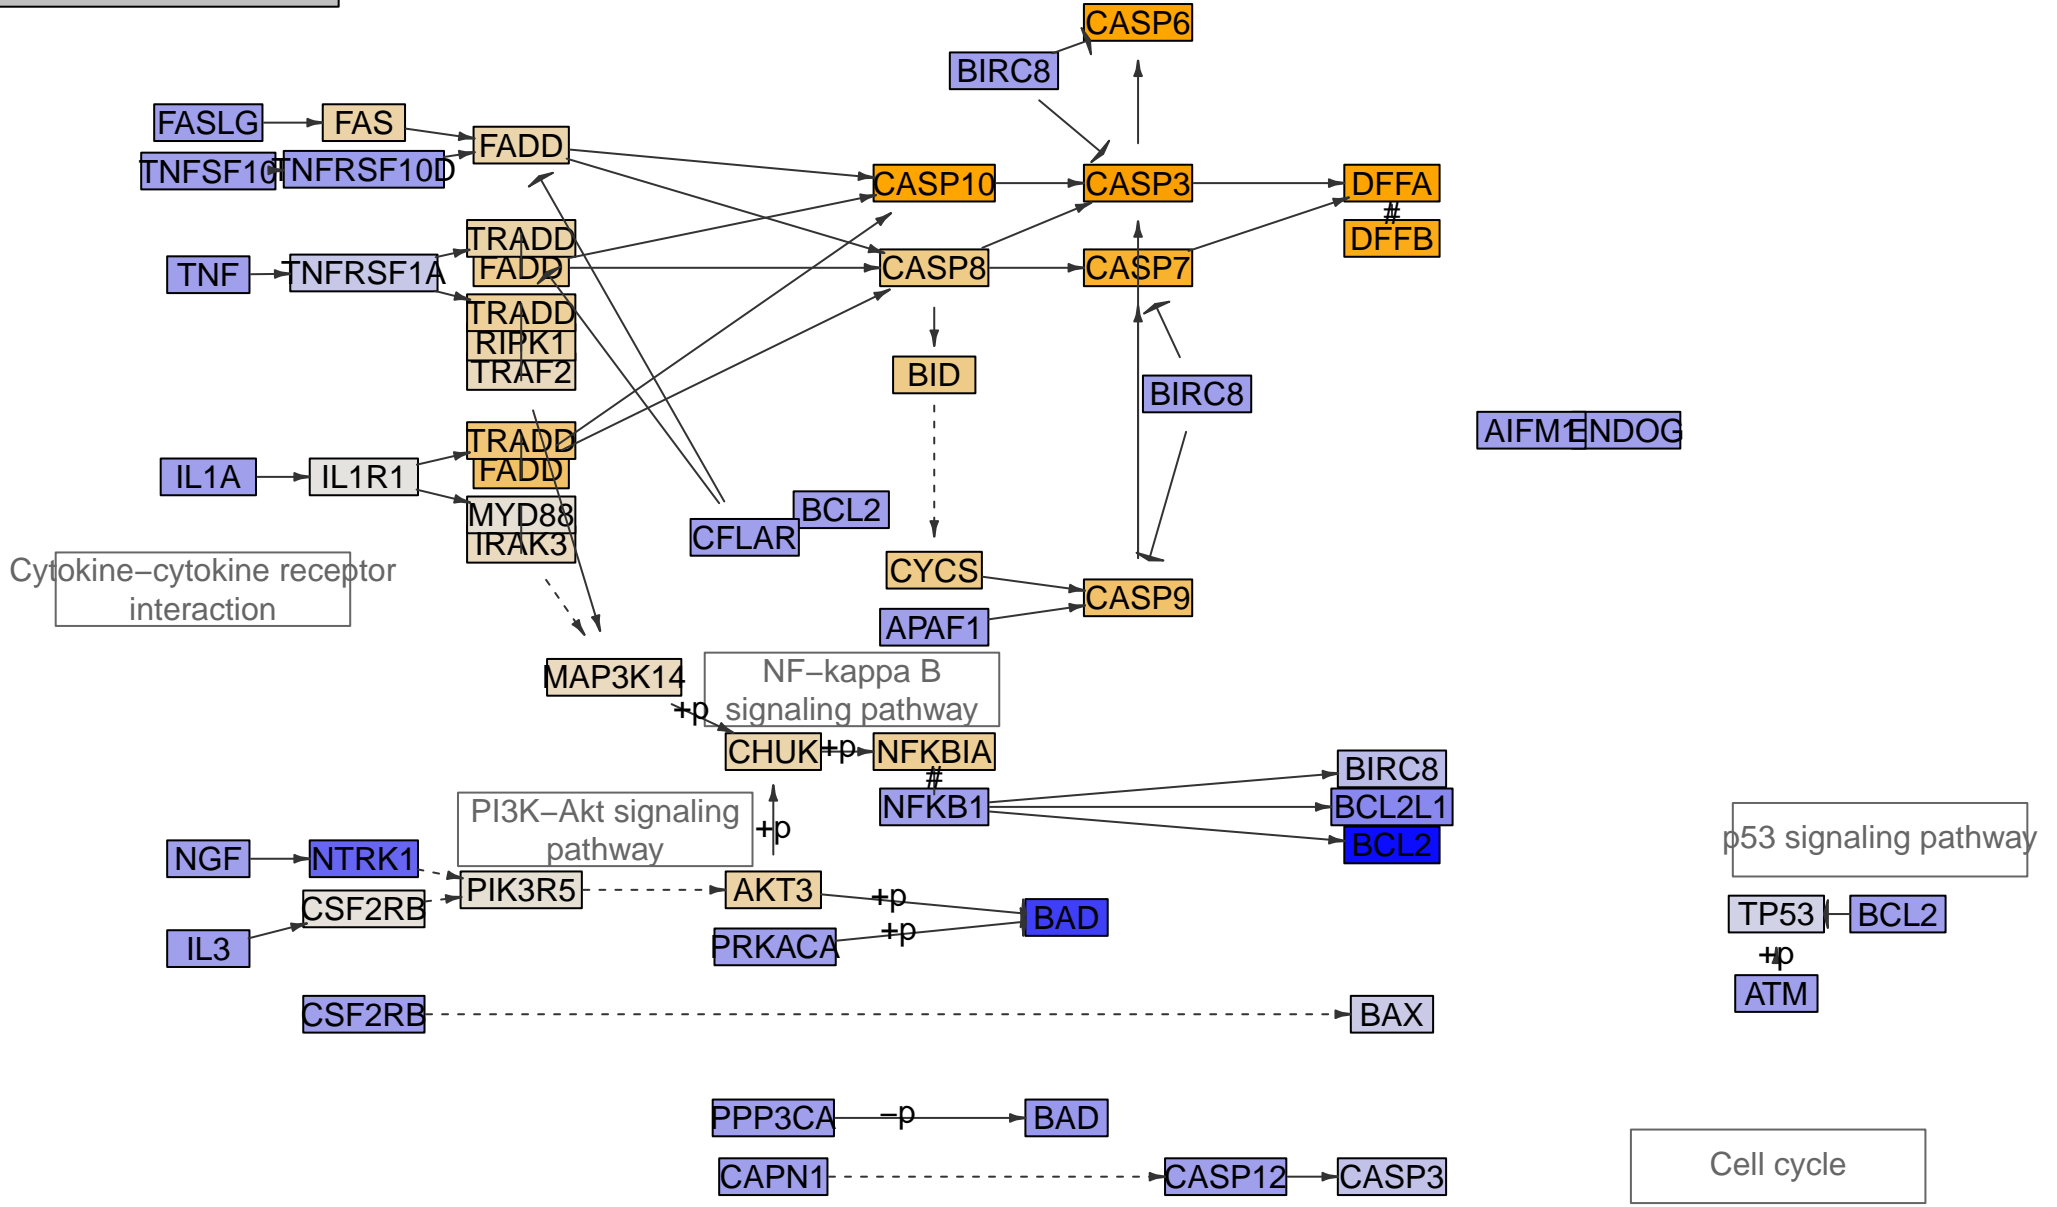 CASP6
BIRC8
FASLG
FAS
FADD
TNFSF10
TNFRSF10D
CASP10
CASP3
DFFA
#
DFFB
TRADD
FADD
TNF
TNFRSF1A
CASP8
CASP7
TRADD
RIPK1
TRAF2
BID
BIRC8
AIFM1
ENDOG
TRADD
FADD
IL1A
IL1R1
MYD88
IRAK3
BCL2
CFLAR
Cytokine–cytokine receptor
interaction
CYCS
CASP9
APAF1
MAP3K14
NF–kappa B
signaling pathway
+p
CHUK
+p
NFKBIA
#
NFKB1
BIRC8
BCL2L1
BCL2
PI3K–Akt signaling
pathway
+p
p53 signaling pathway
NGF
NTRK1
CSF2RB
PIK3R5
AKT3
+p
BAD
+p
PRKACA
IL3
TP53
BCL2
+p
ATM
CSF2RB
BAX
PPP3CA
–p
BAD
CAPN1
CASP12
CASP3
Cell cycle